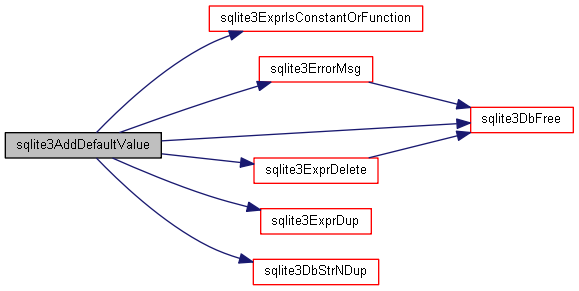 sqlite3ExprIsConstantOrFunction
sqlite3ErrorMsg
sqlite3DbFree
sqlite3AddDefaultValue
sqlite3ExprDelete
sqlite3ExprDup
sqlite3DbStrNDup